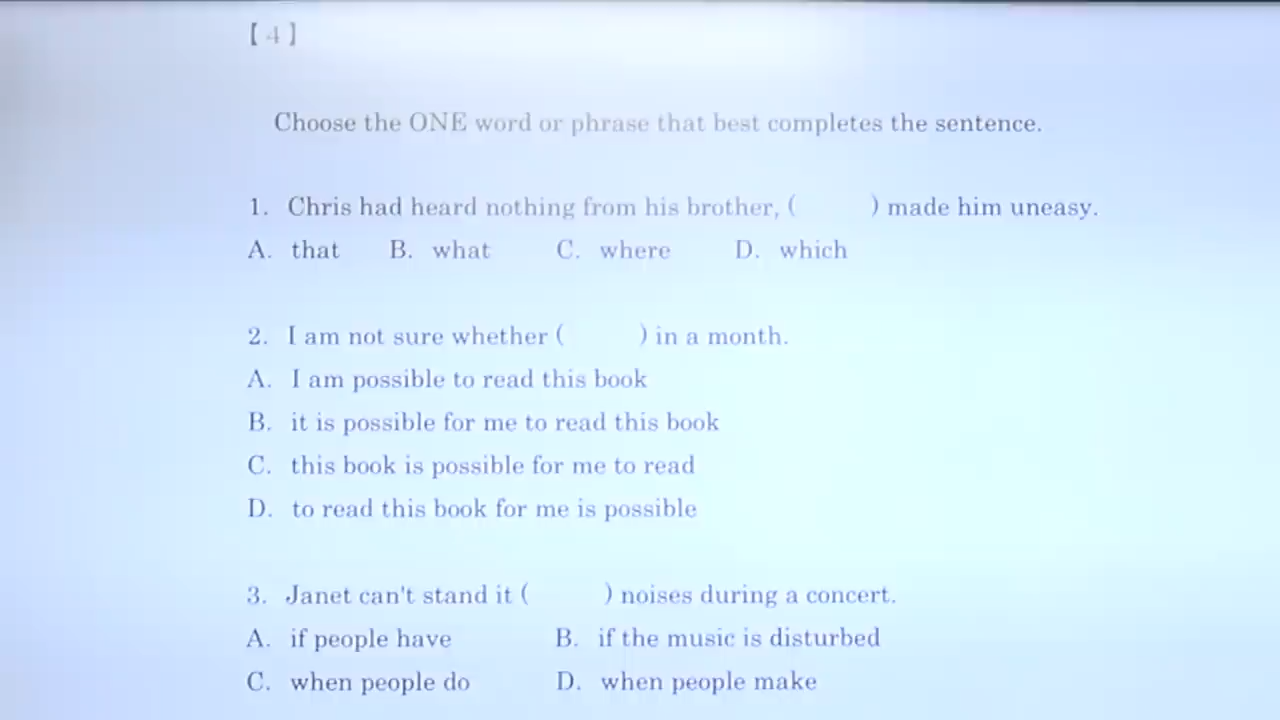 【4】
Choose the ONE word or phrase that best completes the sentence.
1. Chris had heard nothing from his brother, ( ) made him uneasy.
A. that B. what C. where D. which
2. I am not sure whether ( ) in a month.
A. I am possible to read this book
B. it is possible for me to read this book
C. this book is possible for me to read
D. to read this book for me is possible
3. Janet can't stand it ( ) noises during a concert.
A. if people have B. if the music is disturbed
C. when people do D. when people make